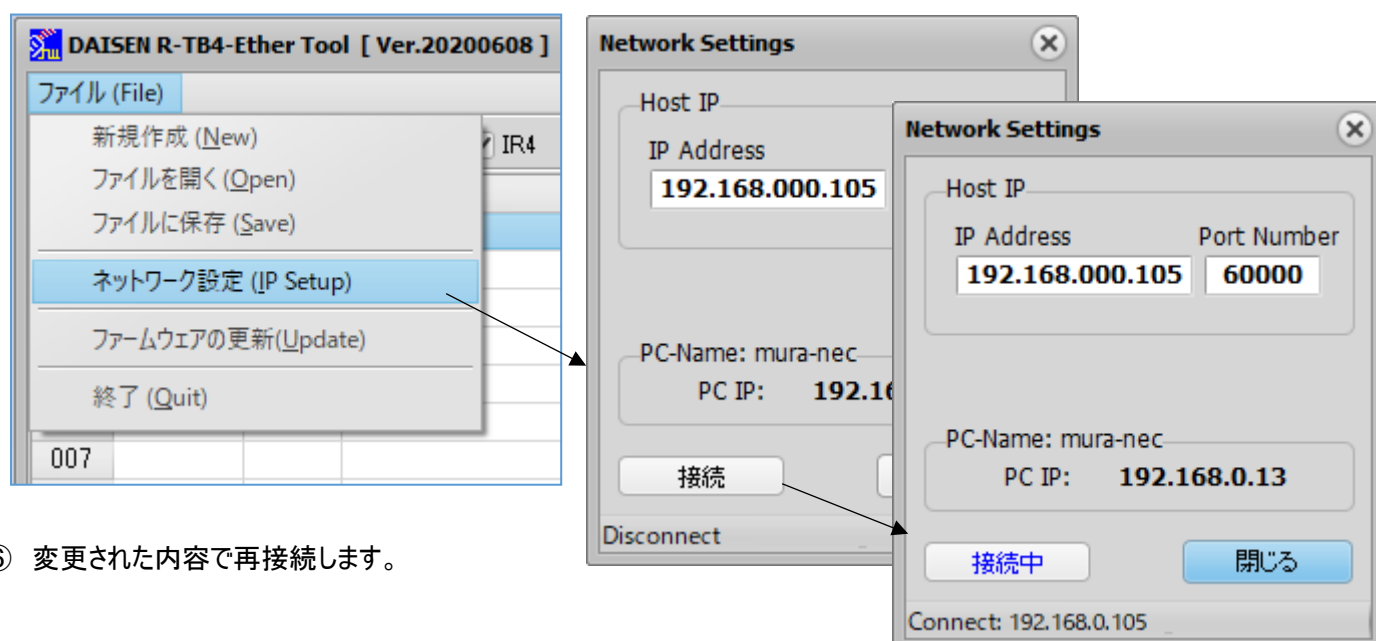 DAISEN R-TB4-Ether Tool [ Ver.20200608 ]
ファイル (File)
新規作成 (New)
ファイルを開く (Open)
ファイルに保存 (Save)
ネットワーク設定 (IP Setup)
ファームウェアの更新(Update)
終了 (Quit)
IR4
007
Network Settings
Host IP
IP Address
192.168.000.105
PC-Name: mura-nec
PC IP: 192.16
接続
Disconnect
Network Settings
Host IP
IP Address Port Number
192.168.000.105 60000
PC-Name: mura-nec
PC IP: 192.168.0.13
接続中 閉じる
Connect: 192.168.0.105
変更された内容で再接続します。